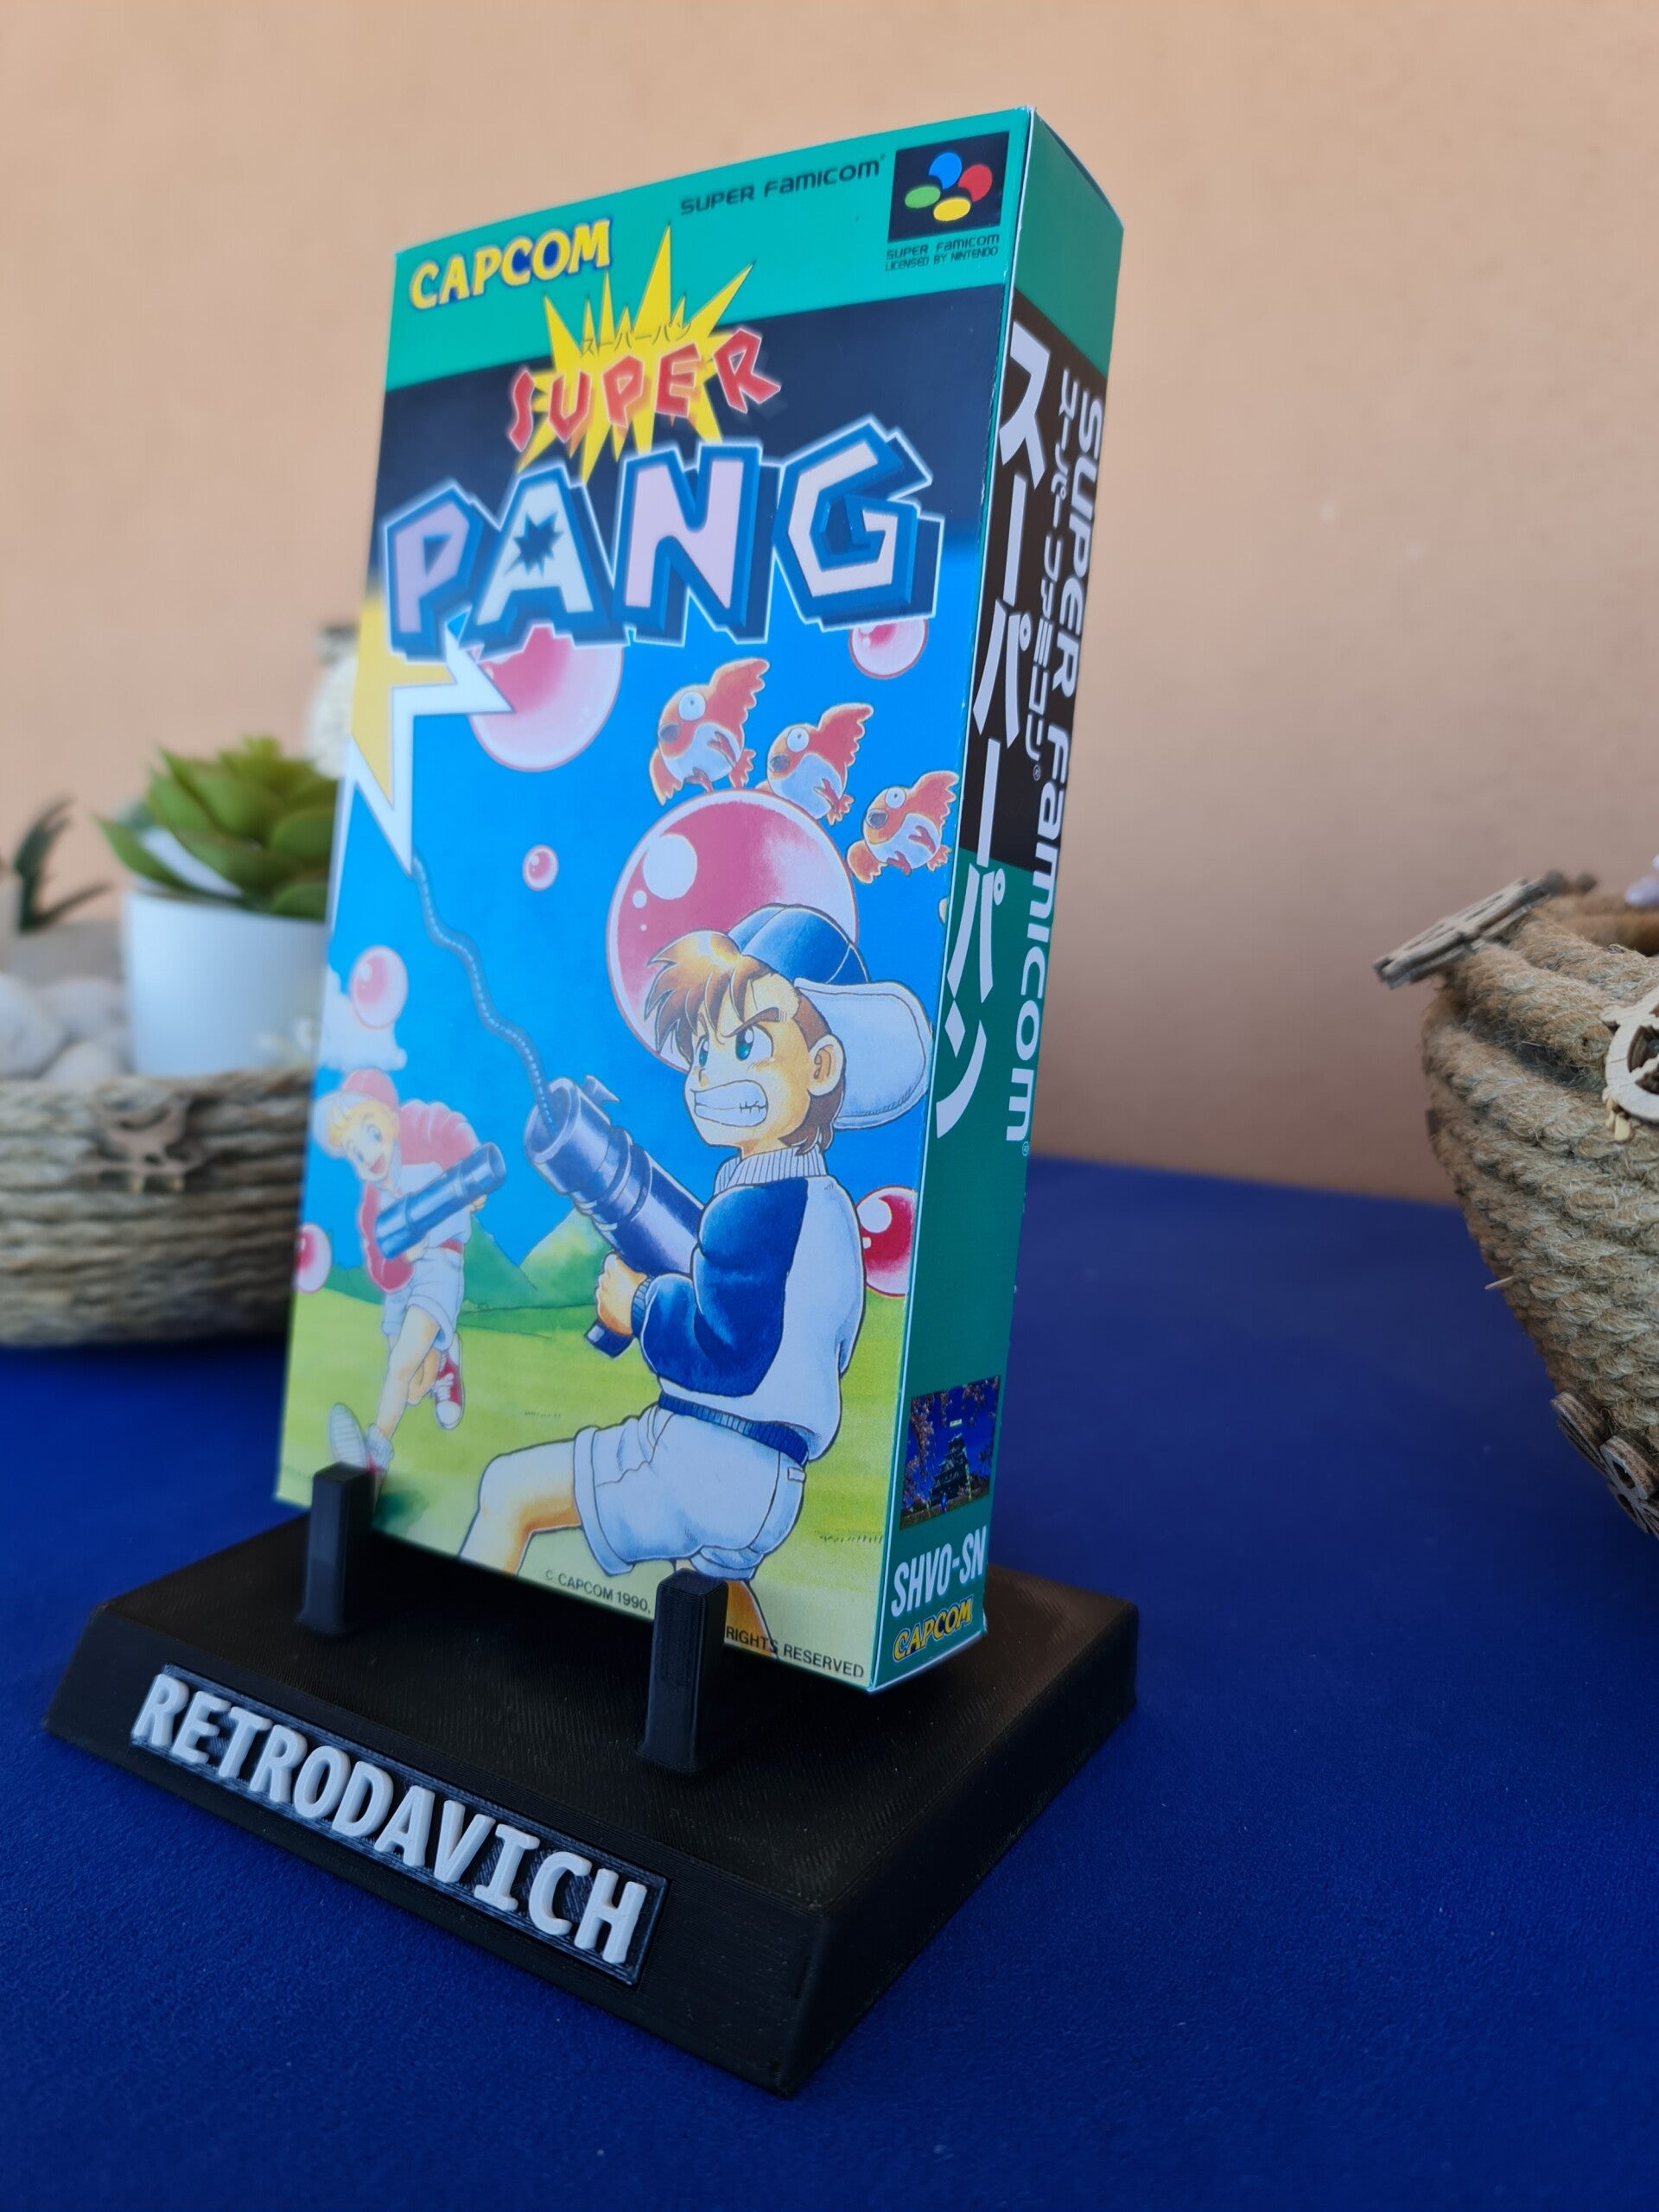 CAPCOM
SUPER FAMICOM
SUPER FAMICOM
LICENSED BY NINTENDO
スーパーパン
SUPER
PANG
© CAPCOM 1990,
RIGHTS RESERVED
スーパーパン
SUPER FAMICOM®
スーパーファミコン®
SHVO-SN
CAPCOM
RETRODAVICH